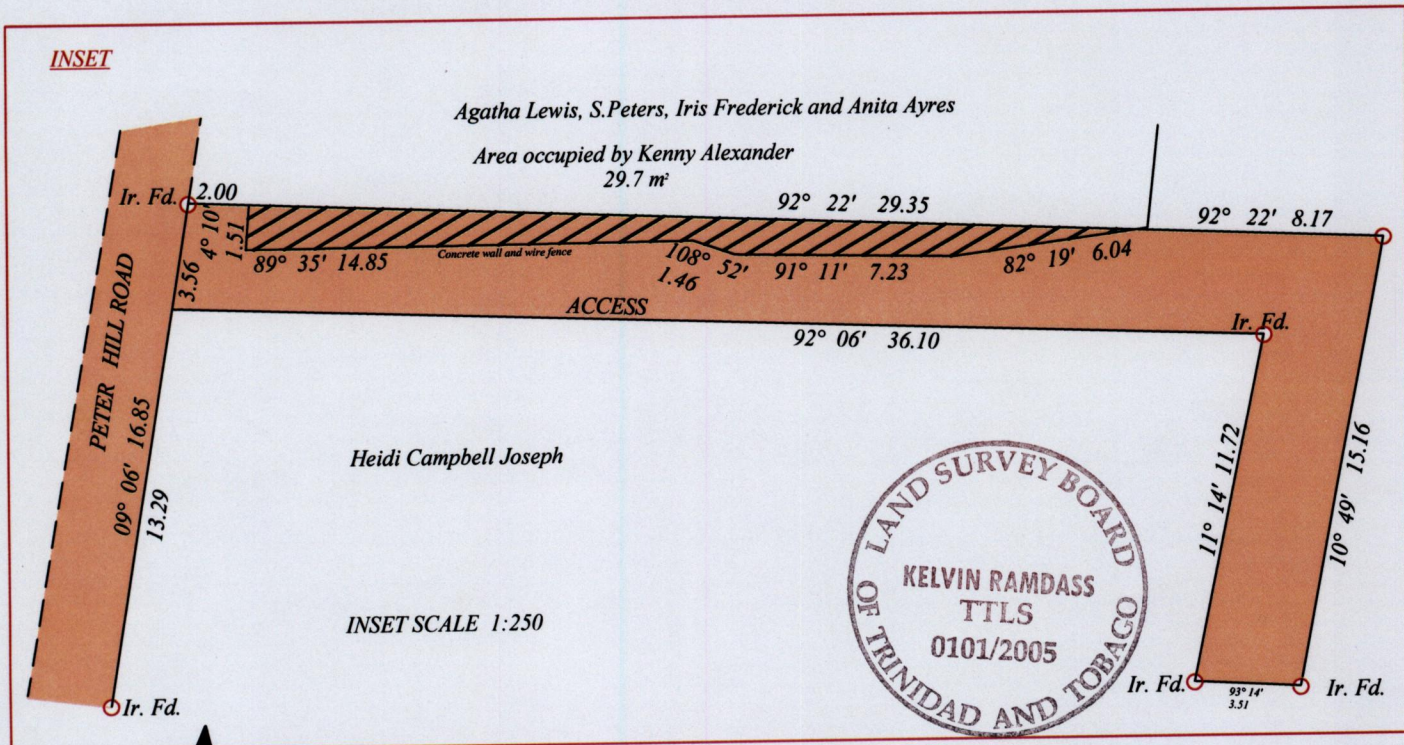 INSET
Agatha Lewis, S.Peters, Iris Frederick and Anita Ayres
Area occupied by Kenny Alexander
29.7 m²
Ir. Fd.
2.00
92° 22' 29.35
92° 22' 8.17
4° 10'
1.51
3.56
89° 35' 14.85
Concrete wall and wire fence
108° 52'
1.46
91° 11' 7.23
82° 19' 6.04
ACCESS
92° 06' 36.10
Ir. Fd.
PETER HILL ROAD
09° 06' 16.85
13.29
Heidi Campbell Joseph
INSET SCALE 1:250
11° 14' 11.72
10° 49' 15.16
LAND SURVEY BOARD
OF TRINIDAD AND TOBAGO
KELVIN RAMDASS
TTLS
0101/2005
Ir. Fd.
93° 14'
3.51
Ir. Fd.
Ir. Fd.